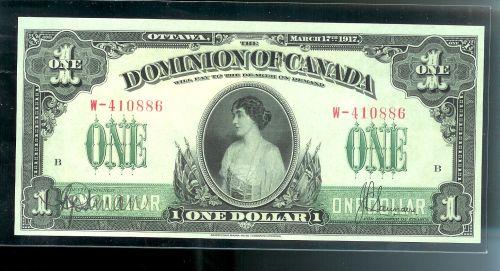 OTTAWA, MARCH 17TH 1917.
THE
DOMINION OF CANADA
WILL PAY TO THE BEARER ON DEMAND
1 ONE
1 ONE
W-410886
W-410886
ONE
ONE
B
B
ONE DOLLAR
1
1 ONE DOLLAR 1
1